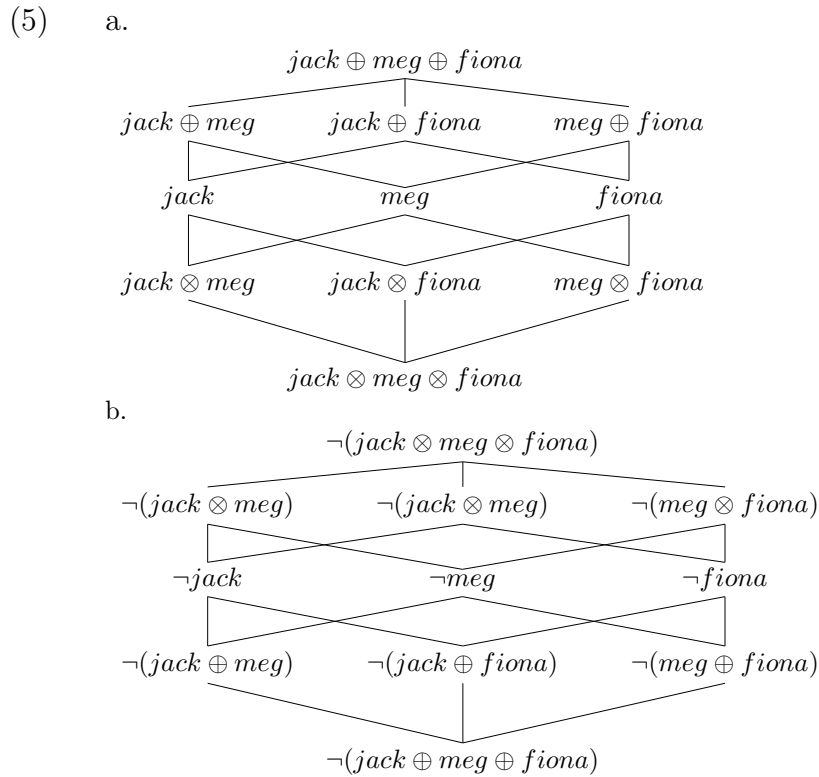 (5) a.
jack ⊕ meg ⊕ fiona
jack ⊕ meg jack ⊕ fiona meg ⊕ fiona
jack meg fiona
jack ⊗ meg jack ⊗ fiona meg ⊗ fiona
jack ⊗ meg ⊗ fiona
b.
¬(jack ⊗ meg ⊗ fiona)
¬(jack ⊗ meg) ¬(jack ⊗ meg) ¬(meg ⊗ fiona)
¬jack ¬meg ¬fiona
¬(jack ⊕ meg) ¬(jack ⊕ fiona) ¬(meg ⊕ fiona)
¬(jack ⊕ meg ⊕ fiona)